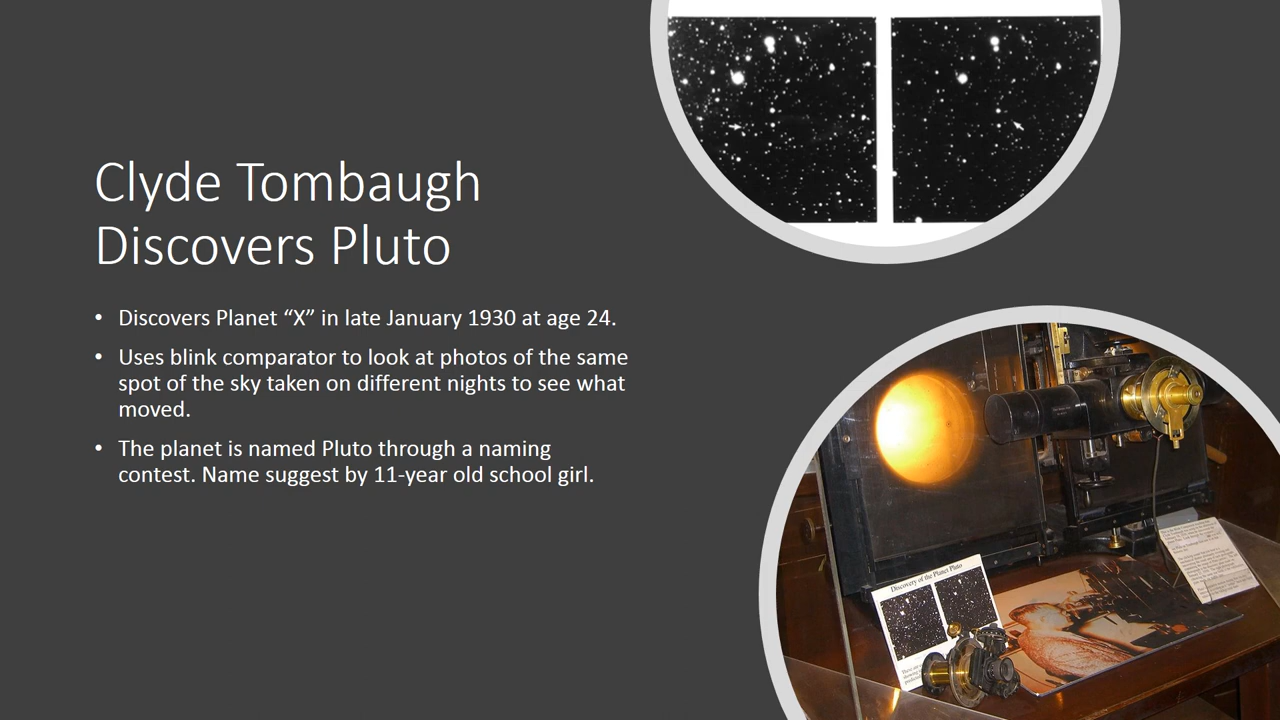 Clyde Tombaugh
Discovers Pluto
• Discovers Planet “X” in late January 1930 at age 24.
• Uses blink comparator to look at photos of the same
spot of the sky taken on different nights to see what
moved.
• The planet is named Pluto through a naming
contest. Name suggest by 11-year old school girl.
Discovery of the Planet Pluto